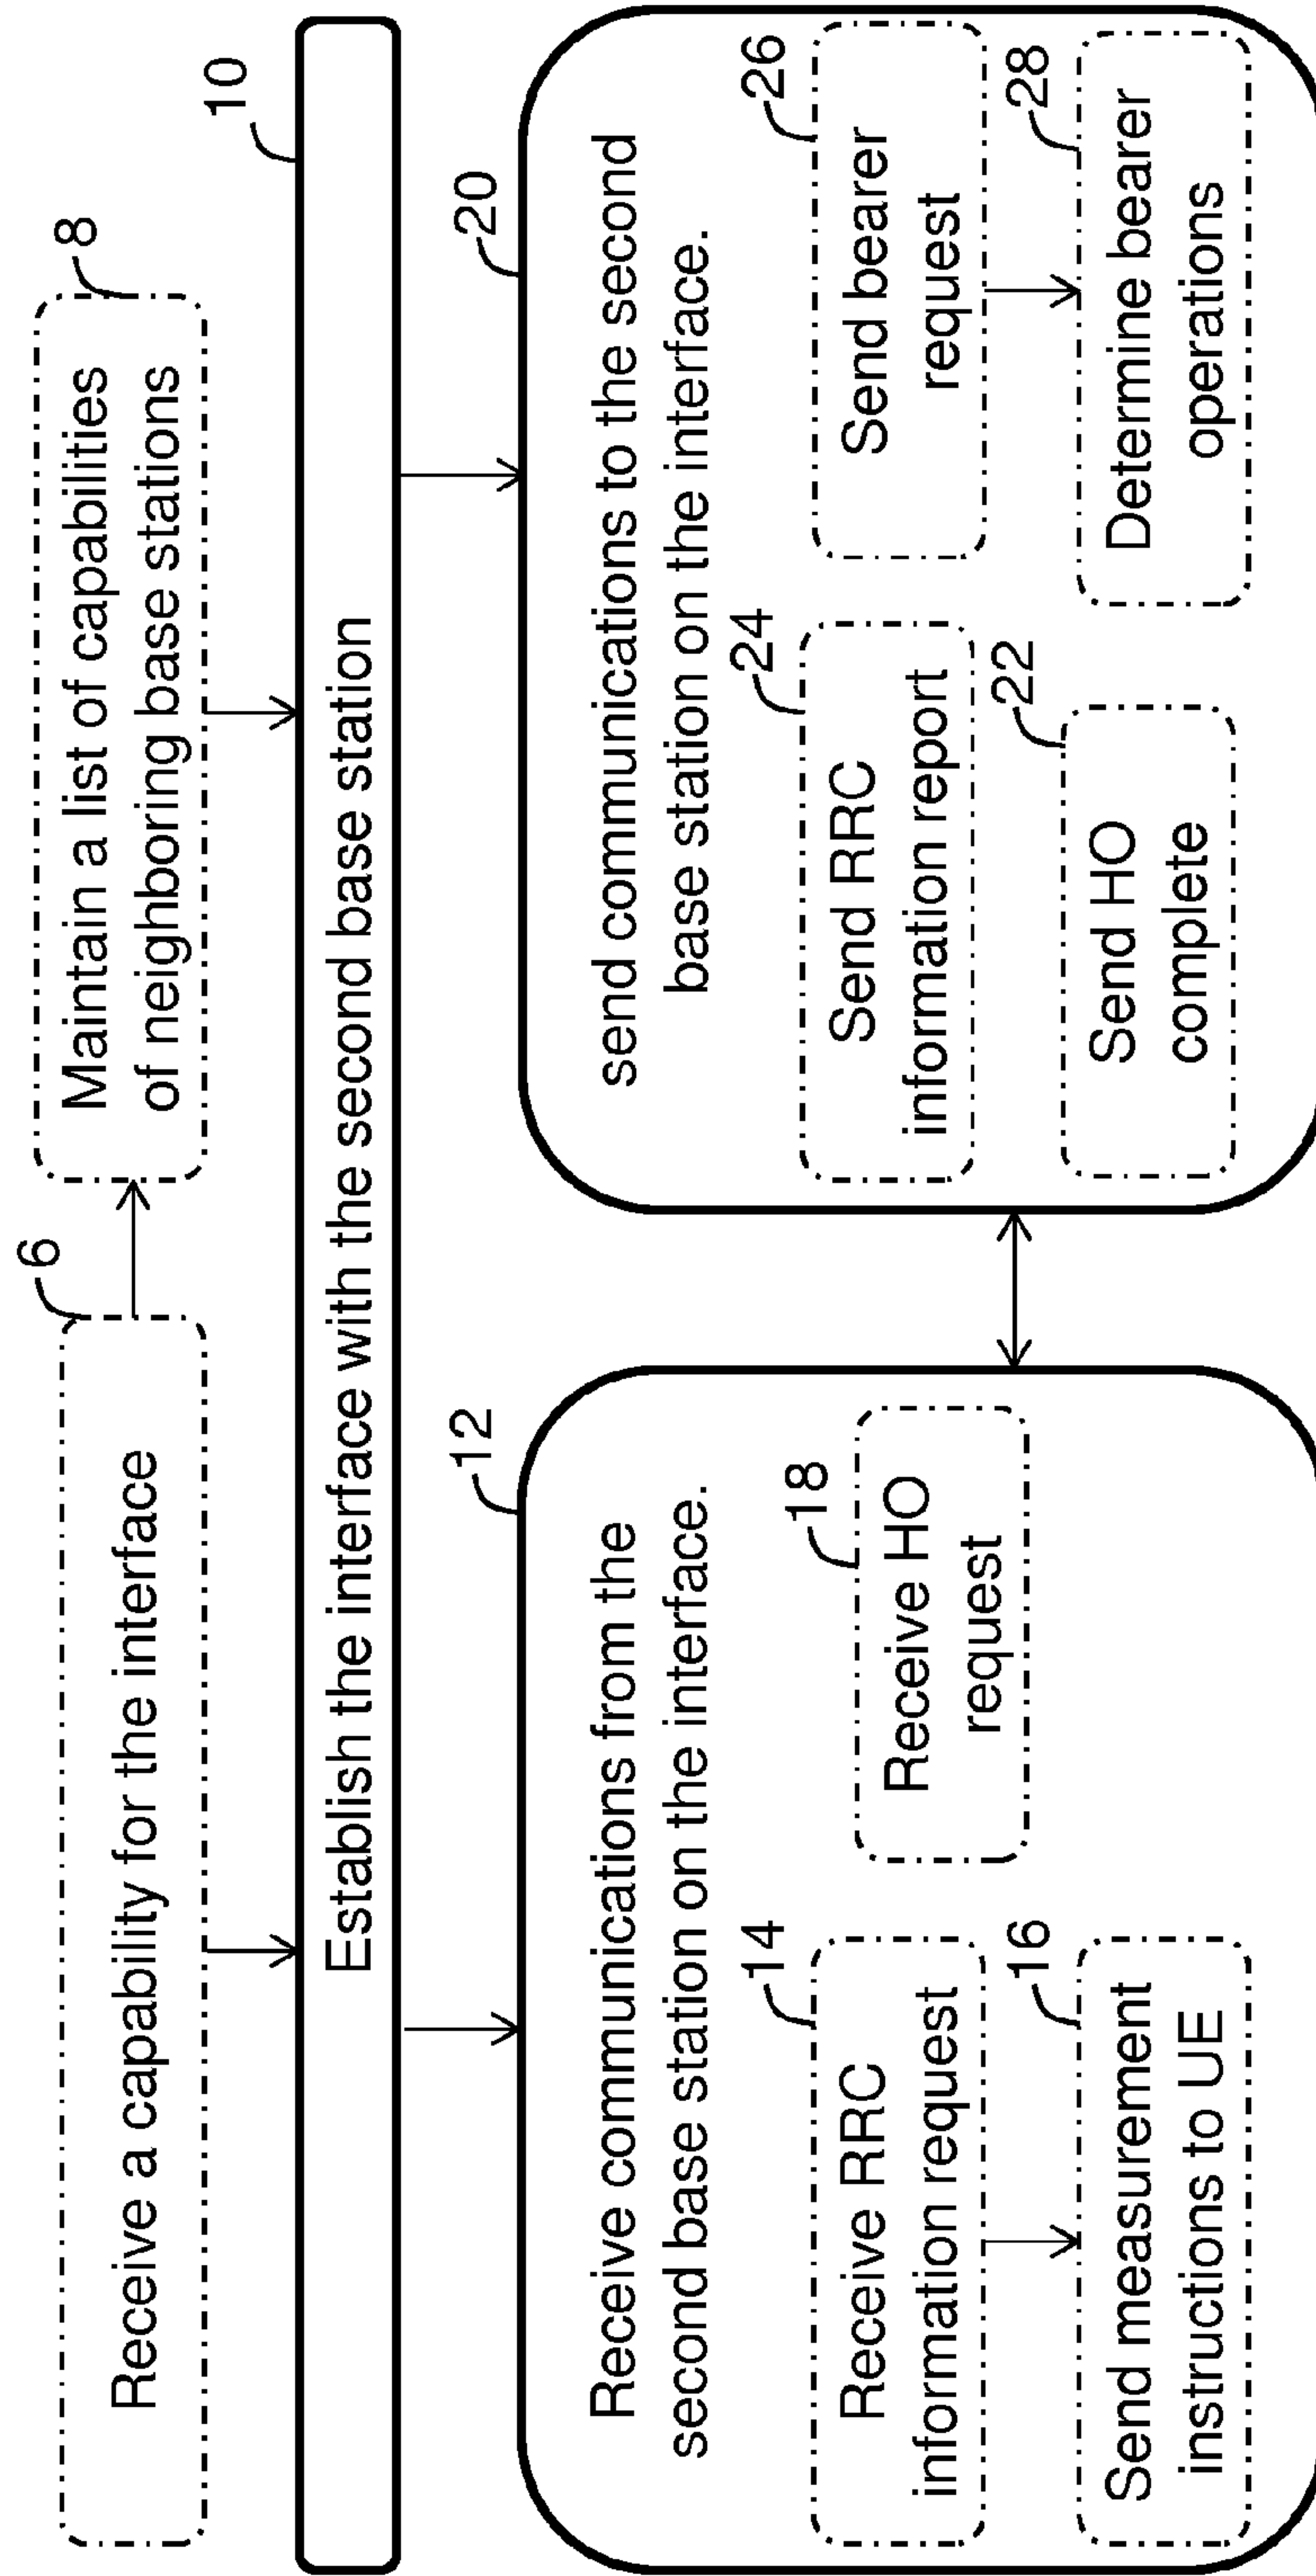 6
Receive a capability for the interface
8
Maintain a list of capabilities
of neighboring base stations
10
Establish the interface with the second base station
12
Receive communications from the
second base station on the interface.
14
Receive RRC
information request
16
Send measurement
instructions to UE
18
Receive HO
request
20
send communications to the second
base station on the interface.
24
Send RRC
information report
22
Send HO
complete
26
Send bearer
request
28
Determine bearer
operations